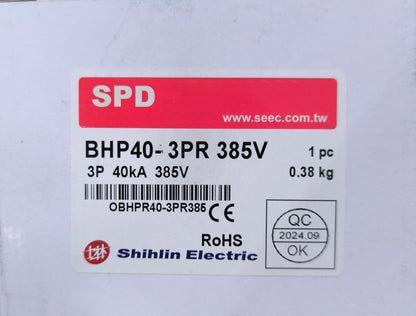 SPD
www.seec.com.tw
BHP40- 3PR 385V 1 pc
3P 40kA 385V 0.38 kg
OBHPR40-3PR385 CE
RoHS
Shihlin Electric
QC
2024.09
OK